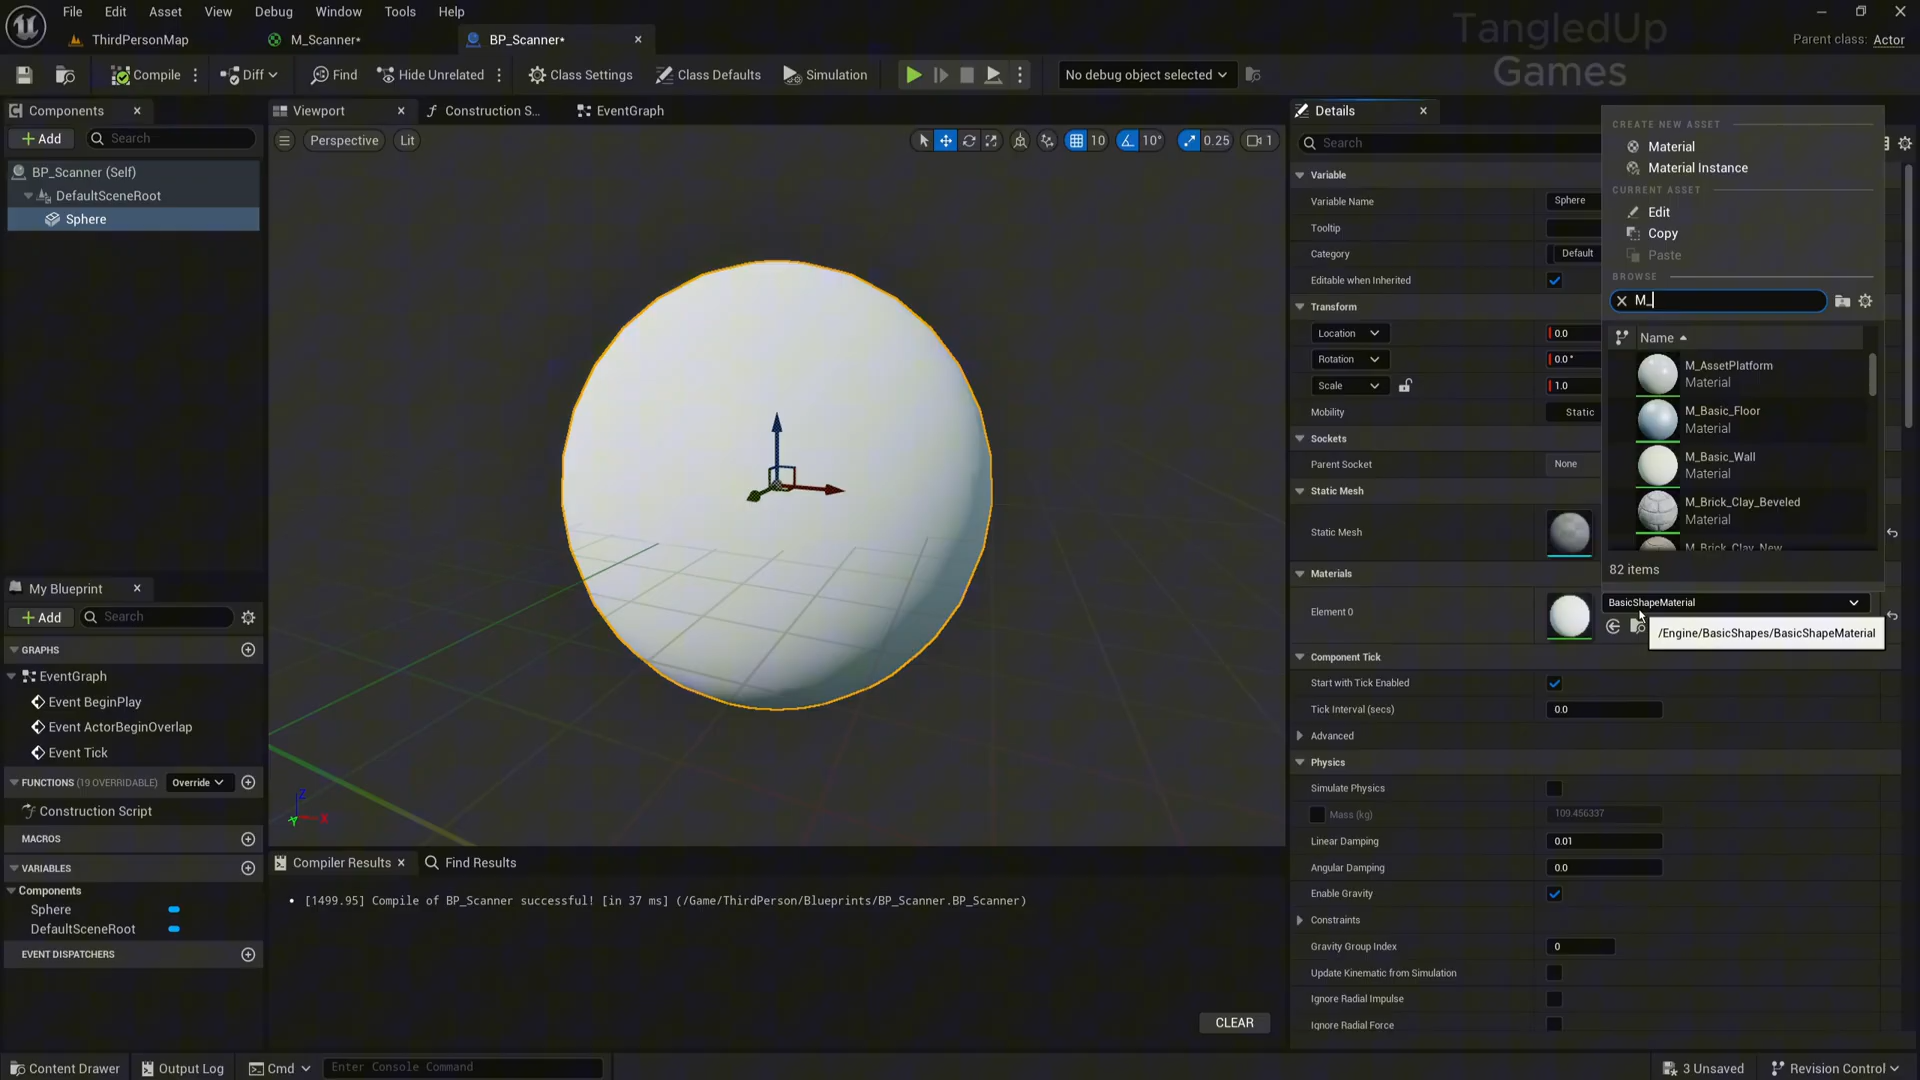 File Edit Asset View Debug Window Tools Help
TangledUp
Games
ThirdPersonMap M_Scanner* BP_Scanner* Parent class: Actor
Compile Diff Find Hide Unrelated Class Settings Class Defaults Simulation No debug object selected
Components
Add Search
BP_Scanner (Self)
DefaultSceneRoot
Sphere
Viewport Construction S... EventGraph
Perspective Lit 10 10° 0.25 1
Details
Search
Variable
Variable Name Sphere
Tooltip
Category Default
Editable when Inherited
Transform
Location 0.0
Rotation 0.0 °
Scale 1.0
Mobility Static
Sockets
Parent Socket None
Static Mesh
Static Mesh
Materials
Element 0 BasicShapeMaterial
/Engine/BasicShapes/BasicShapeMaterial
Component Tick
Start with Tick Enabled
Tick Interval (secs) 0.0
Advanced
Physics
Simulate Physics
Mass (kg) 109.456337
Linear Damping 0.01
Angular Damping 0.0
Enable Gravity
Constraints
Gravity Group Index 0
Update Kinematic from Simulation
Ignore Radial Impulse
Ignore Radial Force
CREATE NEW ASSET
Material
Material Instance
CURRENT ASSET
Edit
Copy
Paste
BROWSE
M_
Name
M_AssetPlatform
Material
M_Basic_Floor
Material
M_Basic_Wall
Material
M_Brick_Clay_Beveled
Material
M_Brick_Clay_New
82 items
My Blueprint
Add Search
GRAPHS
EventGraph
Event BeginPlay
Event ActorBeginOverlap
Event Tick
FUNCTIONS (19 OVERRIDABLE) Override
Construction Script
MACROS
VARIABLES
Components
Sphere
DefaultSceneRoot
EVENT DISPATCHERS
Z
X
Y
Compiler Results Find Results
• [1499.95] Compile of BP_Scanner successful! [in 37 ms] (/Game/ThirdPerson/Blueprints/BP_Scanner.BP_Scanner)
CLEAR
Content Drawer Output Log Cmd Enter Console Command 3 Unsaved Revision Control